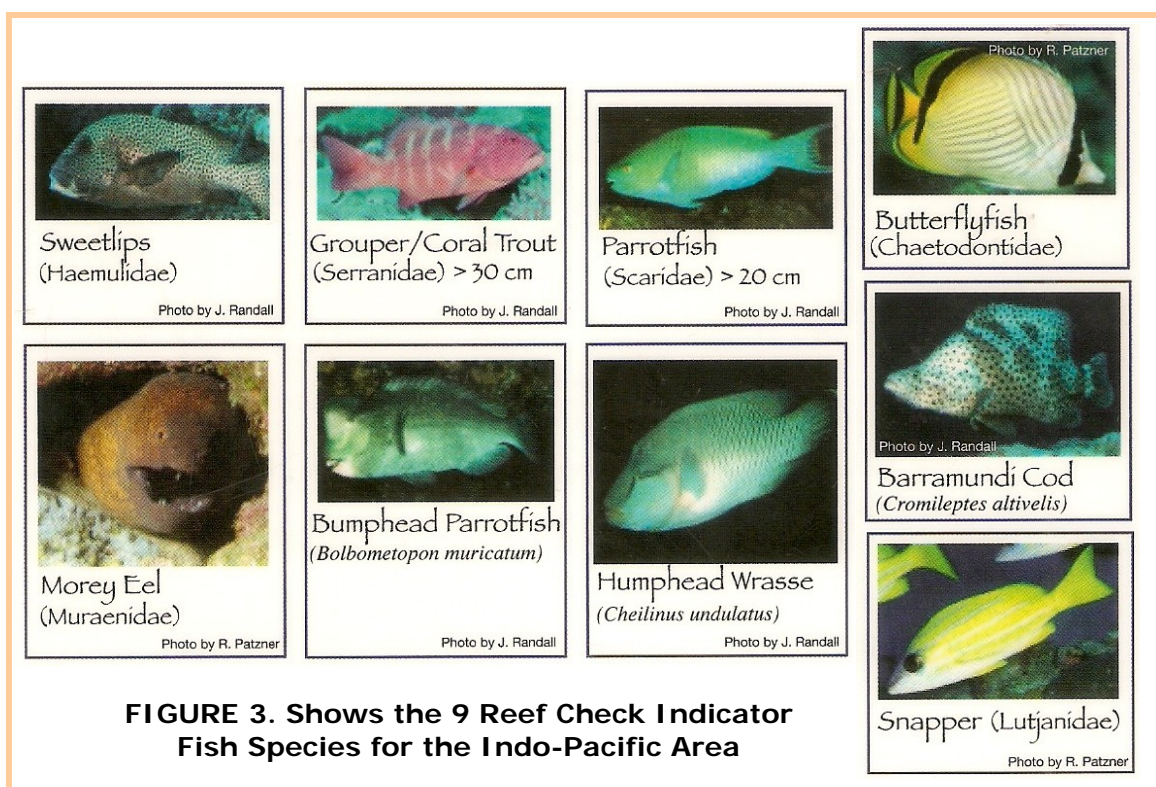 Sweetlips
(Haemulidae)
Photo by J. Randall
Grouper/Coral Trout
(Serranidae) > 30 cm
Photo by J. Randall
Parrotfish
(Scaridae) > 20 cm
Photo by J. Randall
Photo by R. Patzner
Butterflyfish
(Chaetodontidae)
Morey Eel
(Muraenidae)
Photo by R. Patzner
Bumphead Parrotfish
(Bolbometopon muricatum)
Photo by J. Randall
Humphead Wrasse
(Cheilinus undulatus)
Photo by J. Randall
Photo by J. Randall
Barramundi Cod
(Cromileptes altivelis)
Snapper (Lutjanidae)
Photo by R. Patzner
FIGURE 3. Shows the 9 Reef Check Indicator
Fish Species for the Indo-Pacific Area